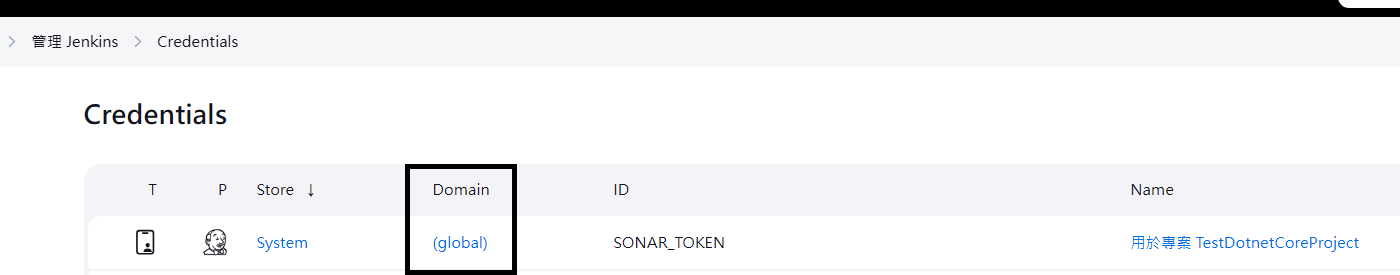 管理 Jenkins Credentials
Credentials
T P Store ↓ Domain ID Name
System (global) SONAR_TOKEN 用於專案 TestDotnetCoreProject